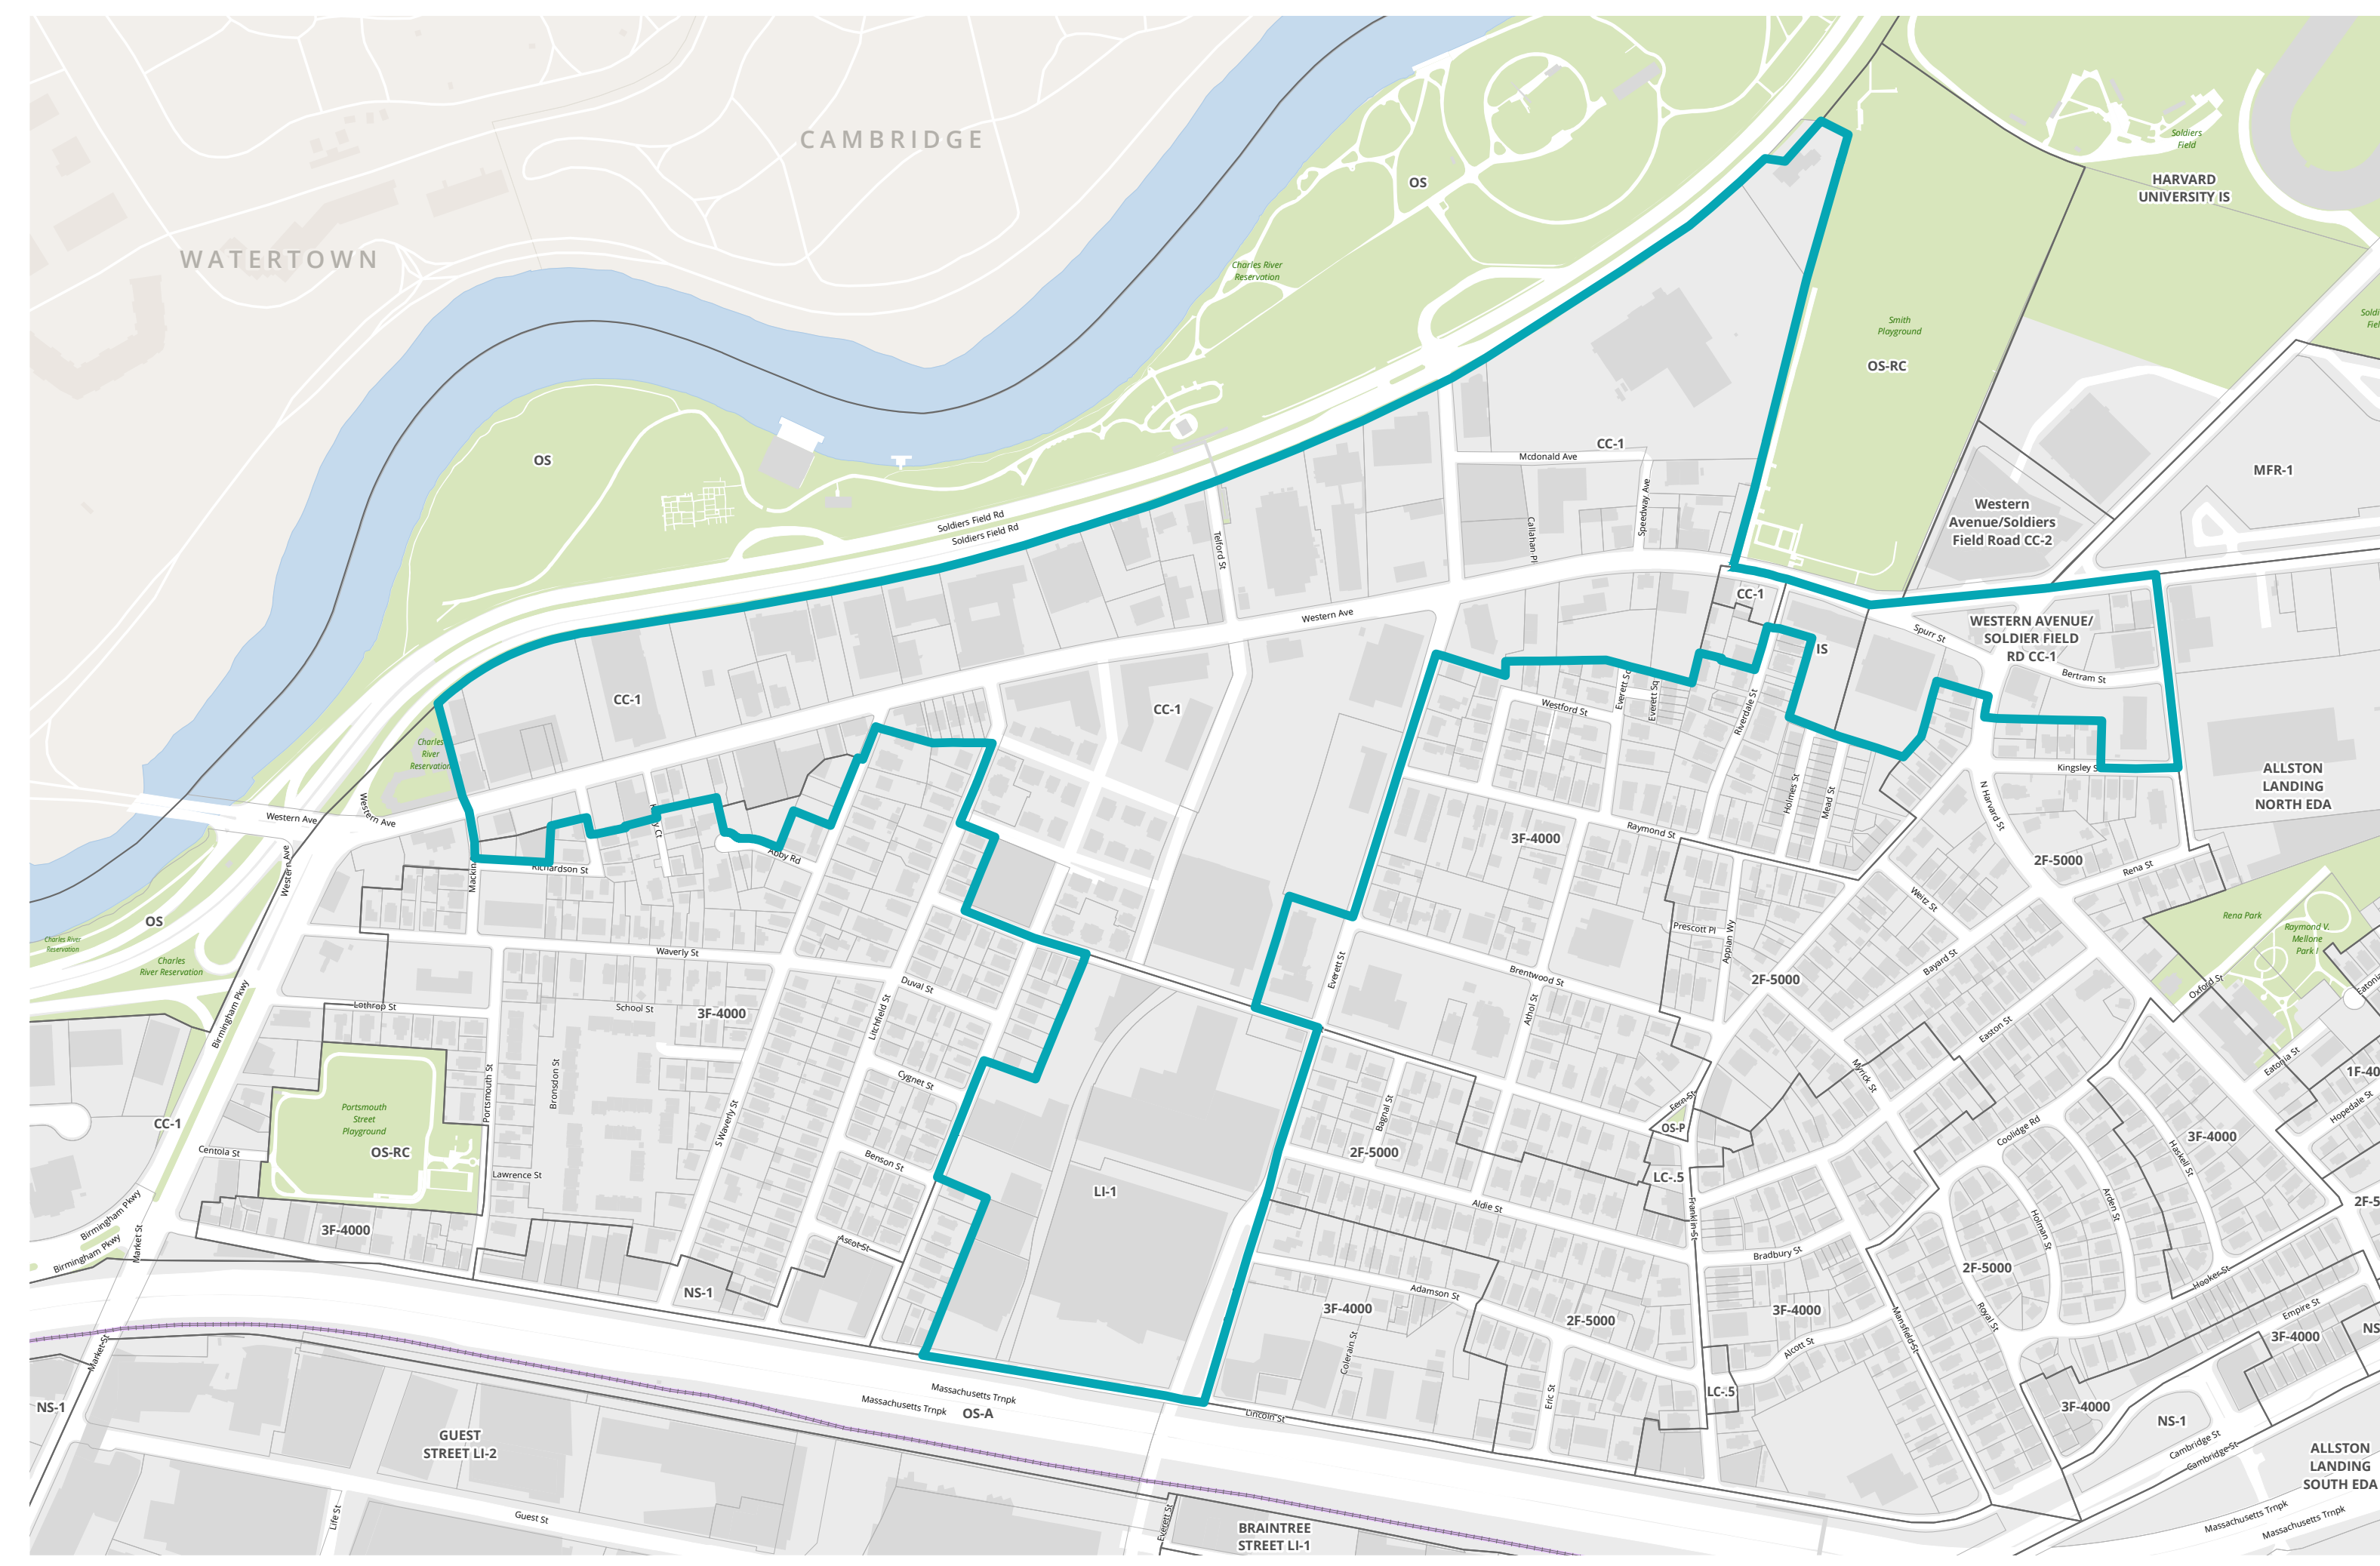 CAMBRIDGE
WATERTOWN
OS
Soldiers
Field
HARVARD
UNIVERSITY IS
Charles River
Reservation
Smith
Playground
OS-RC
OS
CC-1
Mcdonald Ave
MFR-1
Western
Avenue/Soldiers
Field Road CC-2
Soldiers Field Rd
Soldiers Field Rd
Telford St
Callahan Pl
Speedway Ave
CC-1
Western Ave
Spurr St
WESTERN AVENUE/
SOLDIER FIELD
RD CC-1
IS
Bertram St
CC-1
CC-1
Westford St
Everett Sq
Everett Sq
Riverdale St
Charles
River
Reservation
Western Ave
Western Ave
Western Ave
Abby Rd
Richardson St
Raymond St
3F-4000
Holmes St
Mead St
N Harvard St
ALLSTON
LANDING
NORTH EDA
2F-5000
Rena St
Weitz St
OS
Charles River
Reservation
Charles
River Reservation
Waverly St
Everett St
Prescott Pl
Appian Wy
Brentwood St
2F-5000
Bayard St
Rena Park
Raymond V.
Mellone
Park I
Oxford St
Birmingham Pkwy
Lothrop St
School St
3F-4000
Duval St
Litchfield St
Athol St
Easton St
Eatonia St
Portsmouth
Street
Playground
OS-RC
Portsmouth St
Bronsdon St
Cygnet St
S Waverly St
Bagnal St
Fern St
OS-P
Myrick St
Coolidge Rd
Haskell St
3F-4000
Hopedale St
CC-1
Centola St
Lawrence St
Benson St
LI-1
2F-5000
LC-.5
Aldie St
Franklin St
Arden St
Holman St
Birmingham Pkwy
Birmingham Pkwy
Market St
3F-4000
Ascot St
NS-1
Bradbury St
2F-5000
Hooker St
Adamson St
3F-4000
2F-5000
3F-4000
Royal St
Mansfield St
Empire St
3F-4000
Market St
Colerain St
Alcott St
Eric St
LC-.5
NS-1
Massachusetts Trnpk
Massachusetts Trnpk
OS-A
Lincoln St
3F-4000
NS-1
Cambridge St
Cambridge St
GUEST
STREET LI-2
ALLSTON
LANDING
SOUTH EDA
Life St
Guest St
Everett St
BRAINTREE
STREET LI-1
Massachusetts Trnpk
Massachusetts Trnpk